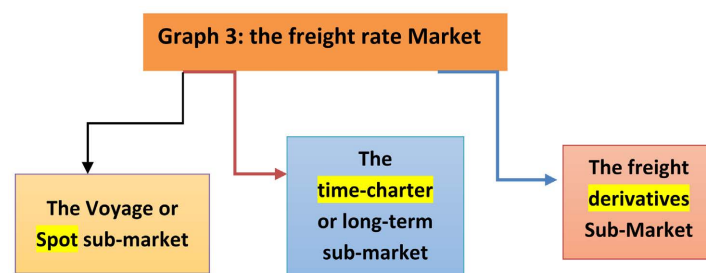 Graph 3: the freight rate Market
The Voyage or
Spot sub-market
The
time-charter
or long-term
sub-market
The freight
derivatives
Sub-Market